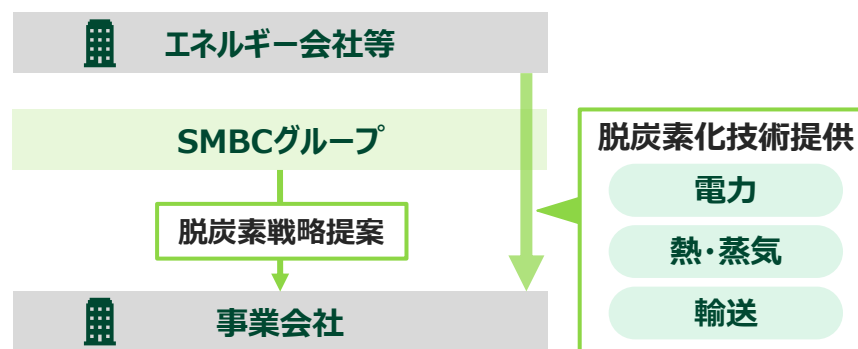 エネルギー会社等
SMBCグループ
脱炭素戦略提案
事業会社
脱炭素化技術提供
電力
熱･蒸気
輸送